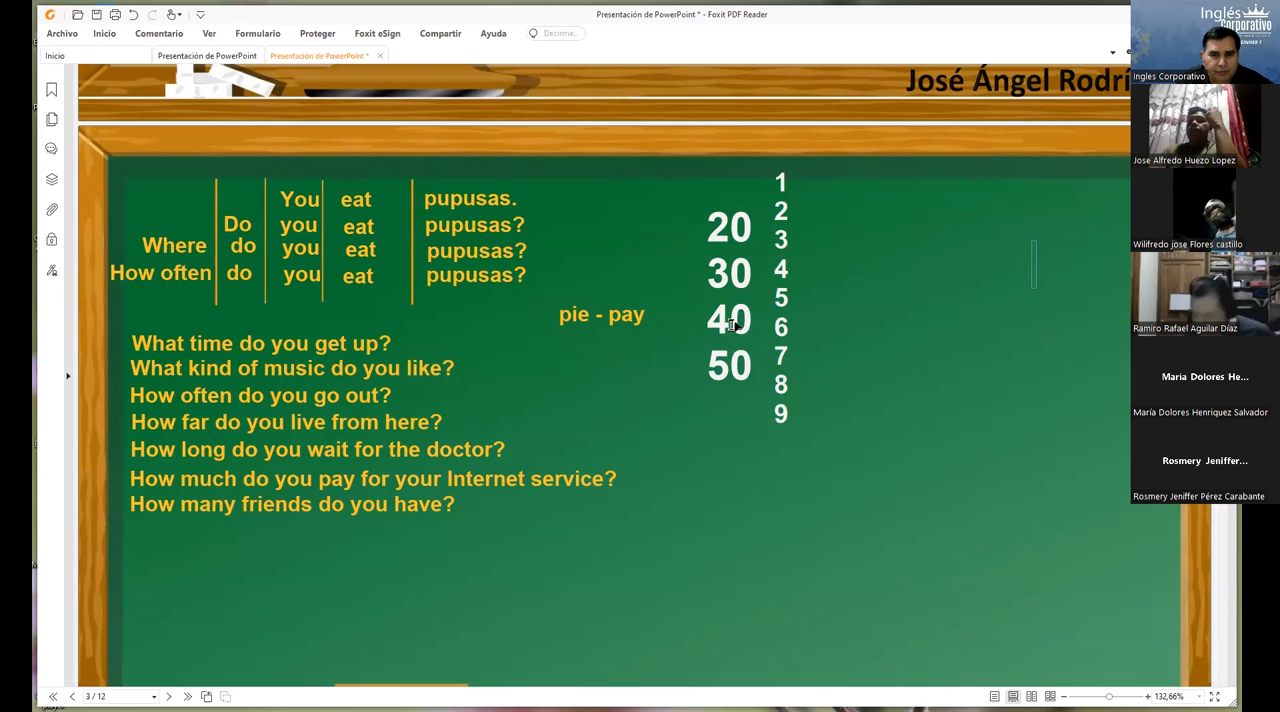 Presentación de PowerPoint * - Foxit PDF Reader
Archivo Inicio Comentario Ver Formulario Proteger Foxit eSign Compartir Ayuda Decirme...
Inicio Presentación de PowerPoint Presentación de PowerPoint *
José Ángel Rodrí
You eat pupusas.
Do you eat pupusas?
Where do you eat pupusas?
How often do you eat pupusas?
pie - pay
What time do you get up?
What kind of music do you like?
How often do you go out?
How far do you live from here?
How long do you wait for the doctor?
How much do you pay for your Internet service?
How many friends do you have?
20
30
40
50
1
2
3
4
5
6
7
8
9
Inglés
Corporativo
Ingles Corporativo
Jose Alfredo Huezo Lopez
Wilifredo jose Flores castillo
Ramiro Rafael Aguilar Díaz
Maria Dolores He...
María Dolores Henriquez Salvador
Rosmery Jeniffer...
Rosmery Jeniffer Pérez Carabante
3 / 12
132,66%